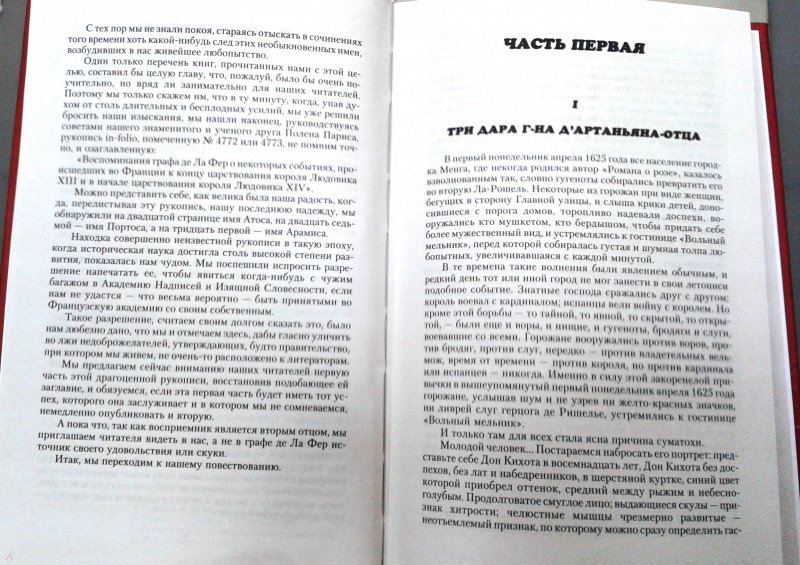 С тех пор мы не знали покоя, стараясь отыскать в сочинениях
того времени хоть какой-нибудь след этих необыкновенных имен,
возбудивших в нас живейшее любопытство.
Один только перечень книг, прочитанных нами с этой це-
лью, составил бы целую главу, что, пожалуй, было бы очень по-
учительно, но вряд ли занимательно для наших читателей.
Поэтому мы только скажем им, что в ту минуту, когда, упав ду-
хом от столь длительных и бесплодных усилий, мы уже решили
бросить наши изыскания, мы нашли наконец, руководствуясь
советами нашего знаменитого и ученого друга Полена Париса,
рукопись in-folio, помеченную № 4772 или 4773, не помним точ-
но, и озаглавленную:
«Воспоминания графа де Ла Фер о некоторых событиях, про-
исшедших во Франции к концу царствования короля Людовика
XIII и в начале царствования короля Людовика XIV».
Можно представить себе, как велика была наша радость, ког-
да, перелистывая эту рукопись, нашу последнюю надежду, мы
обнаружили на двадцатой странице имя Атоса, на двадцать седь-
мой — имя Портоса, а на тридцать первой — имя Арамиса.
Находка совершенно неизвестной рукописи в такую эпоху,
когда историческая наука достигла столь высокой степени раз-
вития, показалась нам чудом. Мы поспешили испросить разре-
шение напечатать ее, чтобы явиться когда-нибудь с чужим
багажом в Академию Надписей и Изящной Словесности, если
нам не удастся — что весьма вероятно — быть принятыми во
Французскую академию со своим собственным.
Такое разрешение, считаем своим долгом сказать это, было
нам любезно дано, что мы и отмечаем здесь, дабы гласно уличить
во лжи недоброжелателей, утверждающих, будто правительство,
при котором мы живем, не очень-то расположено к литераторам.
Мы предлагаем сейчас вниманию наших читателей первую
часть этой драгоценной рукописи, восстановив подобающее ей
заглавие, и обязуемся, если эта первая часть будет иметь тот ус-
пех, которого она заслуживает и в котором мы не сомневаемся,
немедленно опубликовать и вторую.
А пока что, так как восприемник является вторым отцом, мы
приглашаем читателя видеть в нас, а не в графе де Ла Фер ис-
точник своего удовольствия или скуки.
Итак, мы переходим к нашему повествованию.
ЧАСТЬ ПЕРВАЯ
I
ТРИ ДАРА Г-НА Д'АРТАНЬЯНА-ОТЦА
В первый понедельник апреля 1625 года все население город-
ка Менга, где некогда родился автор «Романа о розе», казалось
взволнованным так, словно гугеноты собирались превратить его
во вторую Ла-Рошель. Некоторые из горожан при виде женщин,
бегущих в сторону Главной улицы, и слыша крики детей, доно-
сившиеся с порога домов, торопливо надевали доспехи, во-
оружались кто мушкетом, кто бердышом, чтобы придать себе
более мужественный вид, и устремлялись к гостинице «Вольный
мельник», перед которой собиралась густая и шумная толпа лю-
бопытных, увеличивавшаяся с каждой минутой.
В те времена такие волнения были явлением обычным, и
редкий день тот или иной город не мог занести в свои летописи
подобное событие. Знатные господа сражались друг с другом;
король воевал с кардиналом; испанцы вели войну с королем. Но
кроме этой борьбы — то тайной, то явной, то скрытой, то откры-
той, — были еще и воры, и нищие, и гугеноты, бродяги и слуги,
воевавшие со всеми. Горожане вооружались против воров, про-
тив бродяг, против слуг, нередко — против владетельных вель-
мож, время от времени — против короля, но против кардинала
или испанцев — никогда. Именно в силу этой закоренелой при-
вычки в вышеупомянутый первый понедельник апреля 1625 года
горожане, услышав шум и не узрев ни желто-красных значков,
ни ливрей слуг герцога де Ришелье, устремились к гостинице
«Вольный мельник».
И только там для всех стала ясна причина суматохи.
Молодой человек... Постараемся набросать его портрет: пред-
ставьте себе Дон Кихота в восемнадцать лет, Дон Кихота без дос-
пехов, без лат и набедренников, в шерстяной куртке, синий цвет
которой приобрел оттенок, средний между рыжим и небесно-
голубым. Продолговатое смуглое лицо; выдающиеся скулы — при-
знак хитрости; челюстные мышцы чрезмерно развитые —
неотъемлемый признак, по которому можно сразу определить гас-